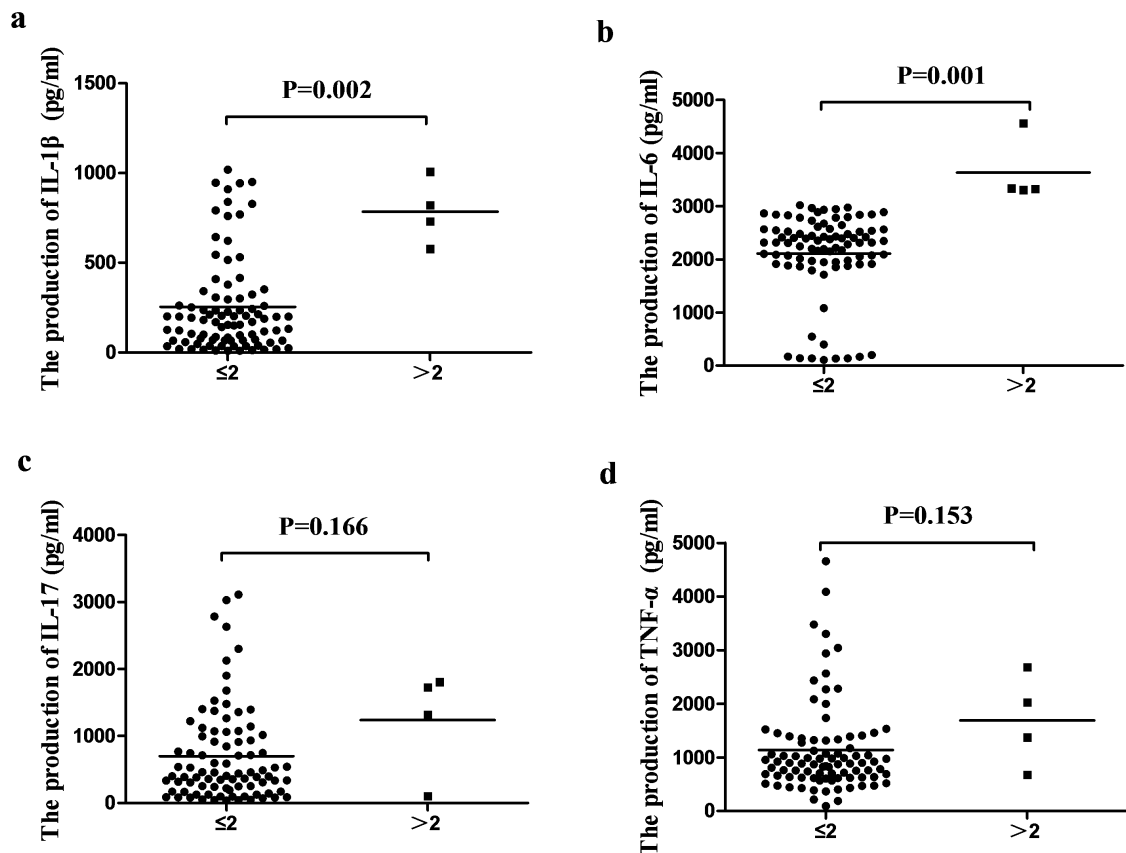 a
The production of IL-1β (pg/ml)
P=0.002
1500
1000
500
0
≤2
>2
b
The production of IL-6 (pg/ml)
P=0.001
5000
4000
3000
2000
1000
0
≤2
>2
c
The production of IL-17 (pg/ml)
P=0.166
4000
3000
2000
1000
0
≤2
>2
d
The production of TNF-α (pg/ml)
P=0.153
5000
4000
3000
2000
1000
0
≤2
>2